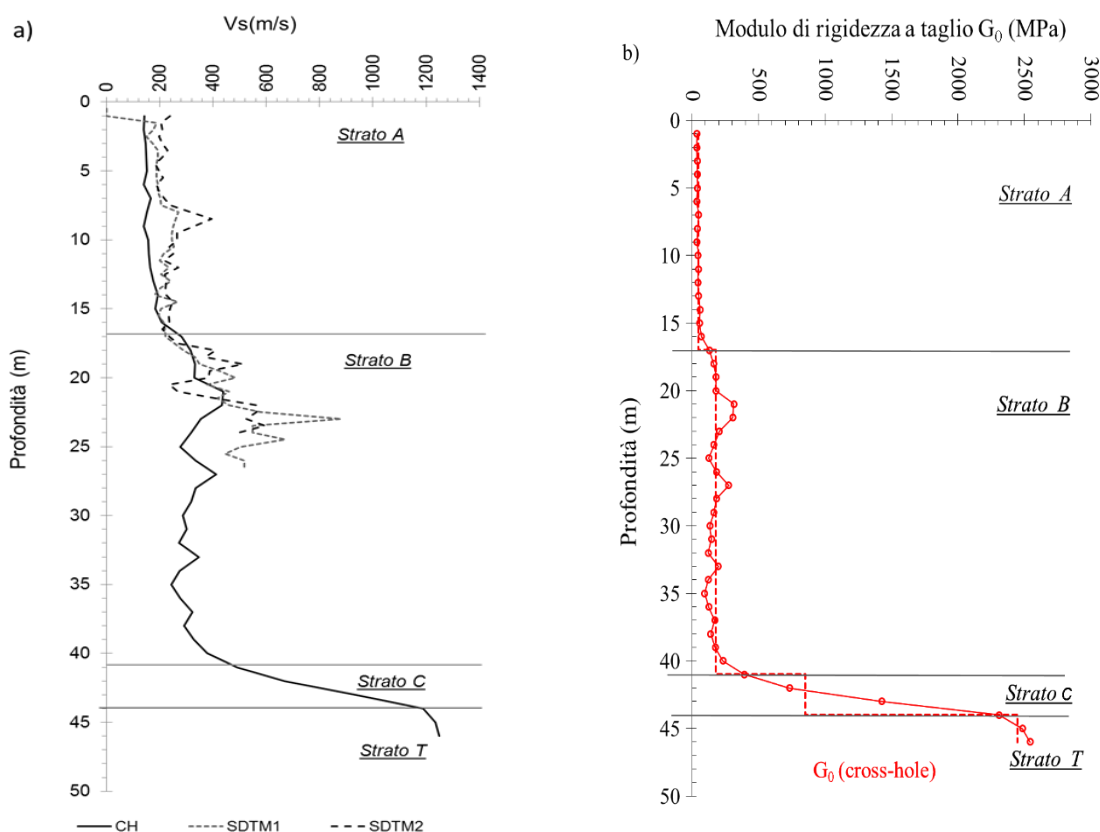 a)
Vs(m/s)
0 200 400 600 800 1000 1200 1400
0
5
10
15
20
25
30
35
40
45
50
Profondità (m)
Strato A
Strato B
Strato C
Strato T
CH SDTM1 SDTM2
b)
Modulo di rigidezza a taglio G₀ (MPa)
0 500 1000 1500 2000 2500 3000
0
5
10
15
20
25
30
35
40
45
50
Profondità (m)
Strato A
Strato B
Strato C
Strato T
G₀ (cross-hole)